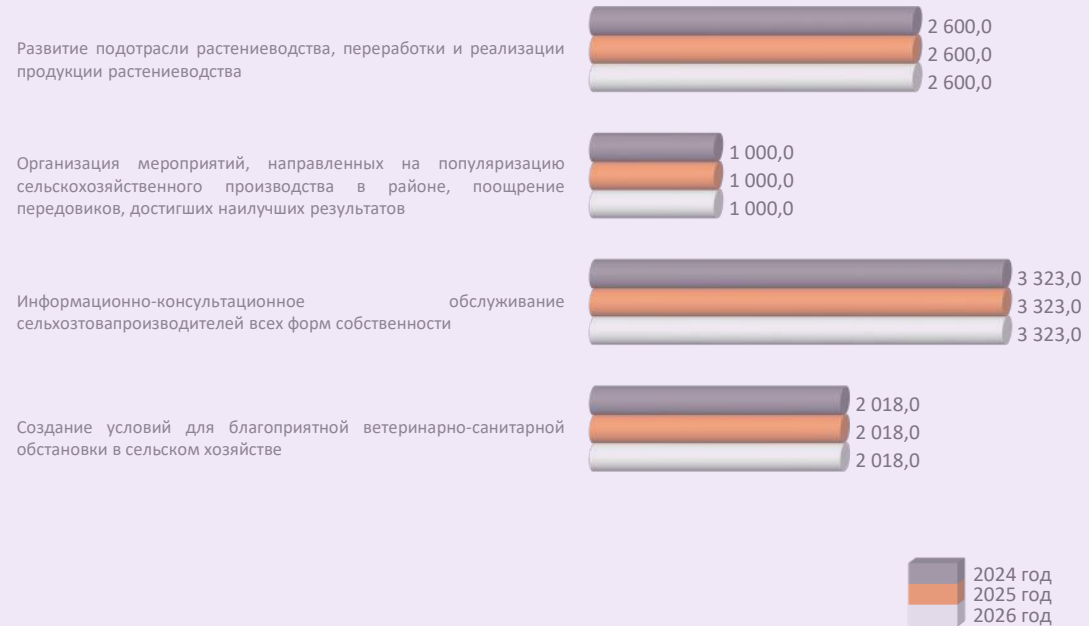 Развитие подотрасли растениеводства, переработки и реализации
продукции растениеводства
2 600,0
2 600,0
2 600,0
Организация мероприятий, направленных на популяризацию
сельскохозяйственного производства в районе, поощрение
передовиков, достигших наилучших результатов
1 000,0
1 000,0
1 000,0
Информационно-консультационное обслуживание
сельхозтовапроизводителей всех форм собственности
3 323,0
3 323,0
3 323,0
Создание условий для благоприятной ветеринарно-санитарной
обстановки в сельском хозяйстве
2 018,0
2 018,0
2 018,0
2024 год
2025 год
2026 год